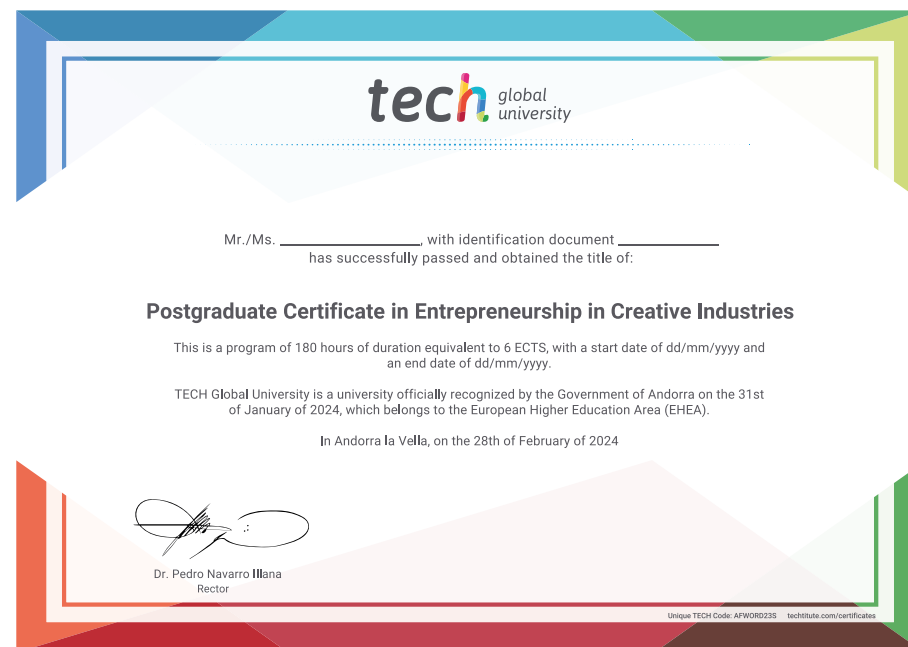 tech global
university
Mr./Ms. ____________________, with identification document ______________
has successfully passed and obtained the title of:
Postgraduate Certificate in Entrepreneurship in Creative Industries
This is a program of 180 hours of duration equivalent to 6 ECTS, with a start date of dd/mm/yyyy and
an end date of dd/mm/yyyy.
TECH Global University is a university officially recognized by the Government of Andorra on the 31st
of January of 2024, which belongs to the European Higher Education Area (EHEA).
In Andorra la Vella, on the 28th of February of 2024
Dr. Pedro Navarro Illana
Rector
Unique TECH Code: AFWORD23S techtitute.com/certificates